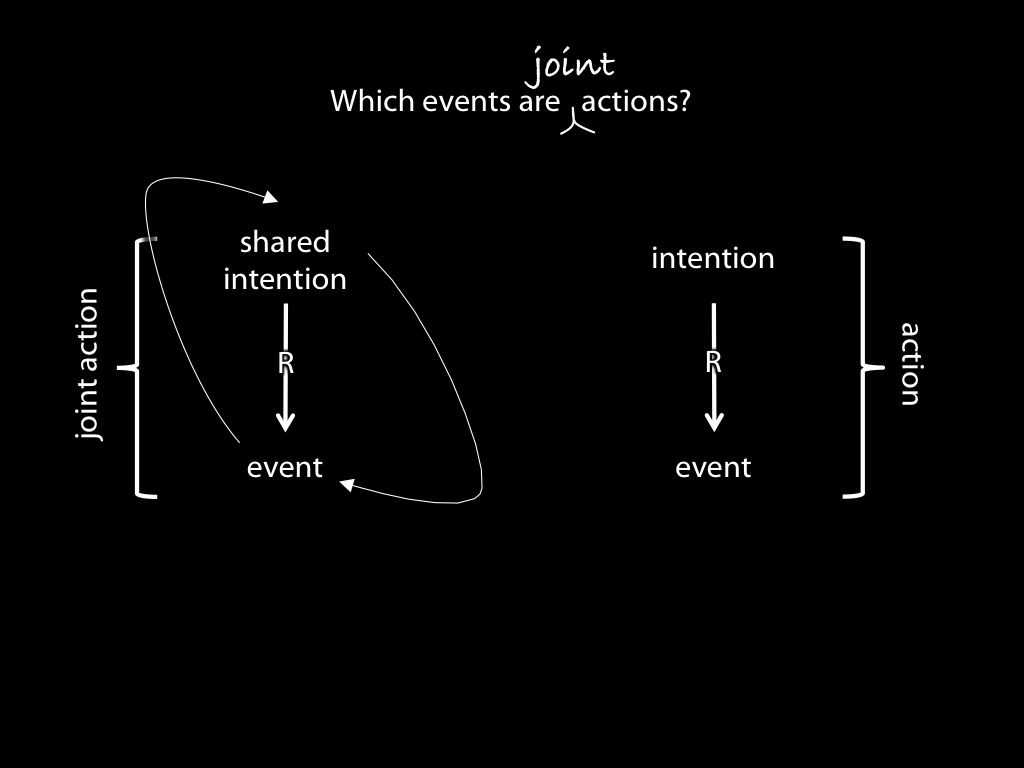 joint
Which events are actions?
shared
intention
R
event
joint action
intention
R
event
action